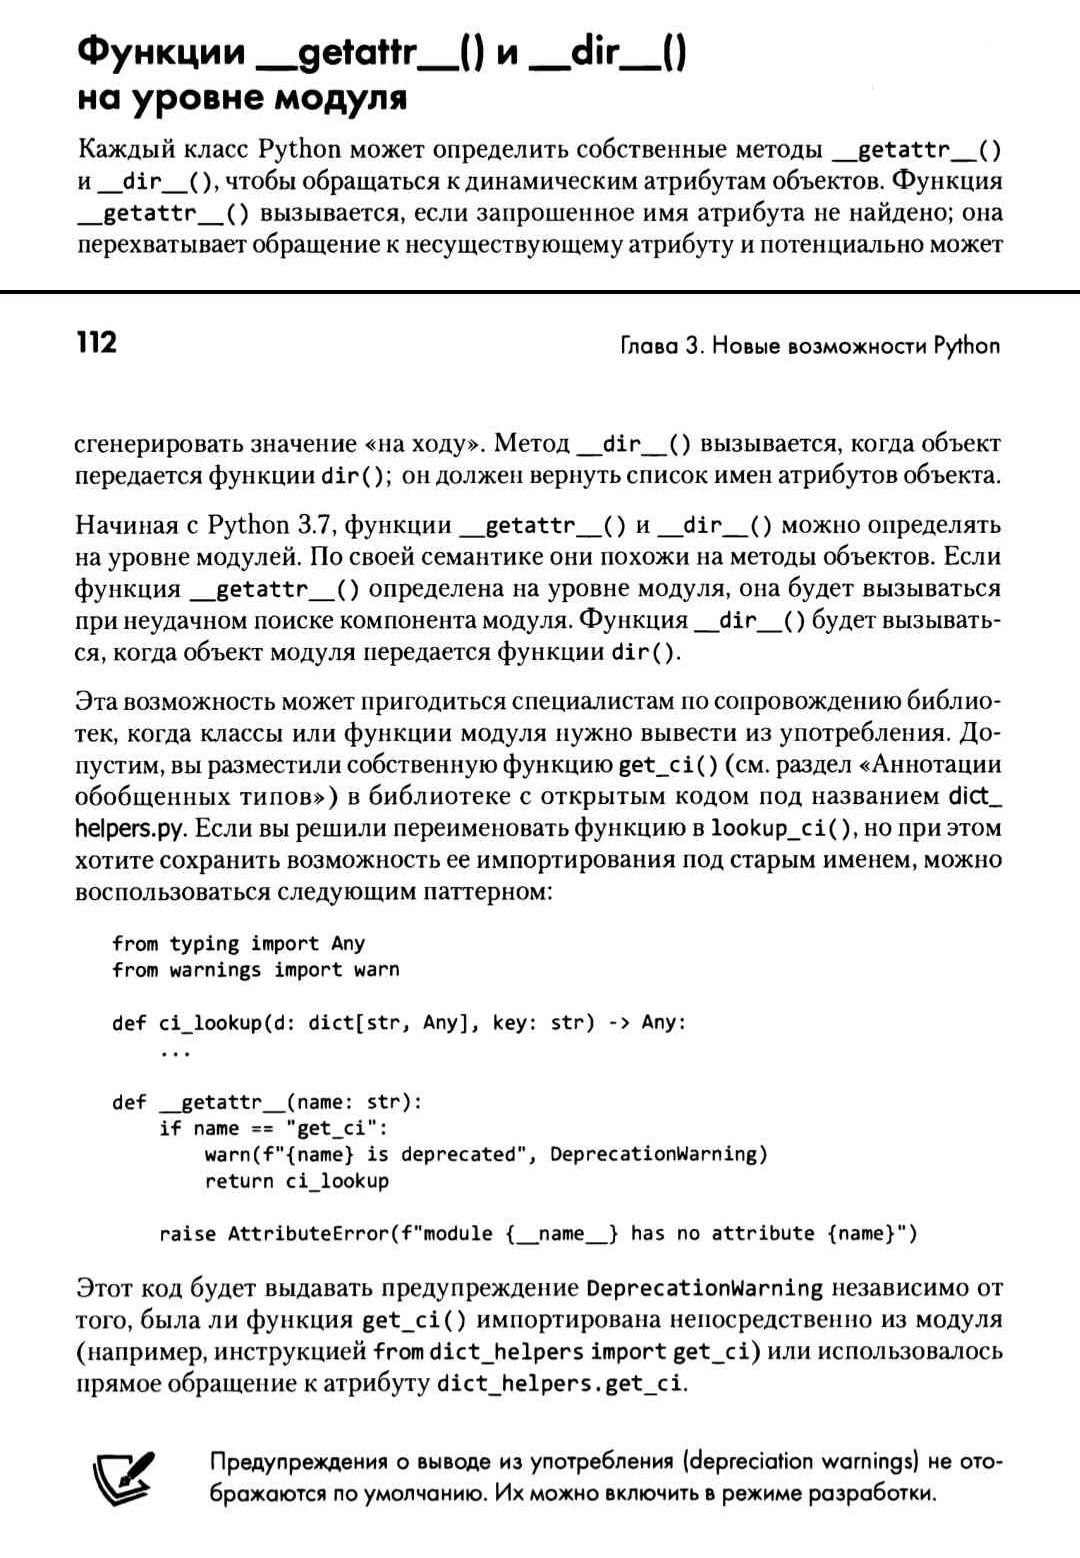 Функции __getattr__() и __dir__()
на уровне модуля
Каждый класс Python может определить собственные методы __getattr__()
и __dir__(), чтобы обращаться к динамическим атрибутам объектов. Функция
__getattr__() вызывается, если запрошенное имя атрибута не найдено; она
перехватывает обращение к несуществующему атрибуту и потенциально может
112
Глава 3. Новые возможности Python
сгенерировать значение «на ходу». Метод __dir__() вызывается, когда объект
передается функции dir(); он должен вернуть список имен атрибутов объекта.
Начиная с Python 3.7, функции __getattr__() и __dir__() можно определять
на уровне модулей. По своей семантике они похожи на методы объектов. Если
функция __getattr__() определена на уровне модуля, она будет вызываться
при неудачном поиске компонента модуля. Функция __dir__() будет вызывать-
ся, когда объект модуля передается функции dir().
Эта возможность может пригодиться специалистам по сопровождению библио-
тек, когда классы или функции модуля нужно вывести из употребления. До-
пустим, вы разместили собственную функцию get_ci() (см. раздел «Аннотации
обобщенных типов») в библиотеке с открытым кодом под названием dict_
helpers.py. Если вы решили переименовать функцию в lookup_ci(), но при этом
хотите сохранить возможность ее импортирования под старым именем, можно
воспользоваться следующим паттерном:
from typing import Any
from warnings import warn
def ci_lookup(d: dict[str, Any], key: str) -> Any:
...
def __getattr__(name: str):
if name == "get_ci":
warn(f"{name} is deprecated", DeprecationWarning)
return ci_lookup
raise AttributeError(f"module {__name__} has no attribute {name}")
Этот код будет выдавать предупреждение DeprecationWarning независимо от
того, была ли функция get_ci() импортирована непосредственно из модуля
(например, инструкцией from dict_helpers import get_ci) или использовалось
прямое обращение к атрибуту dict_helpers.get_ci.
Предупреждения о выводе из употребления (depreciation warnings) не ото-
бражаются по умолчанию. Их можно включить в режиме разработки.